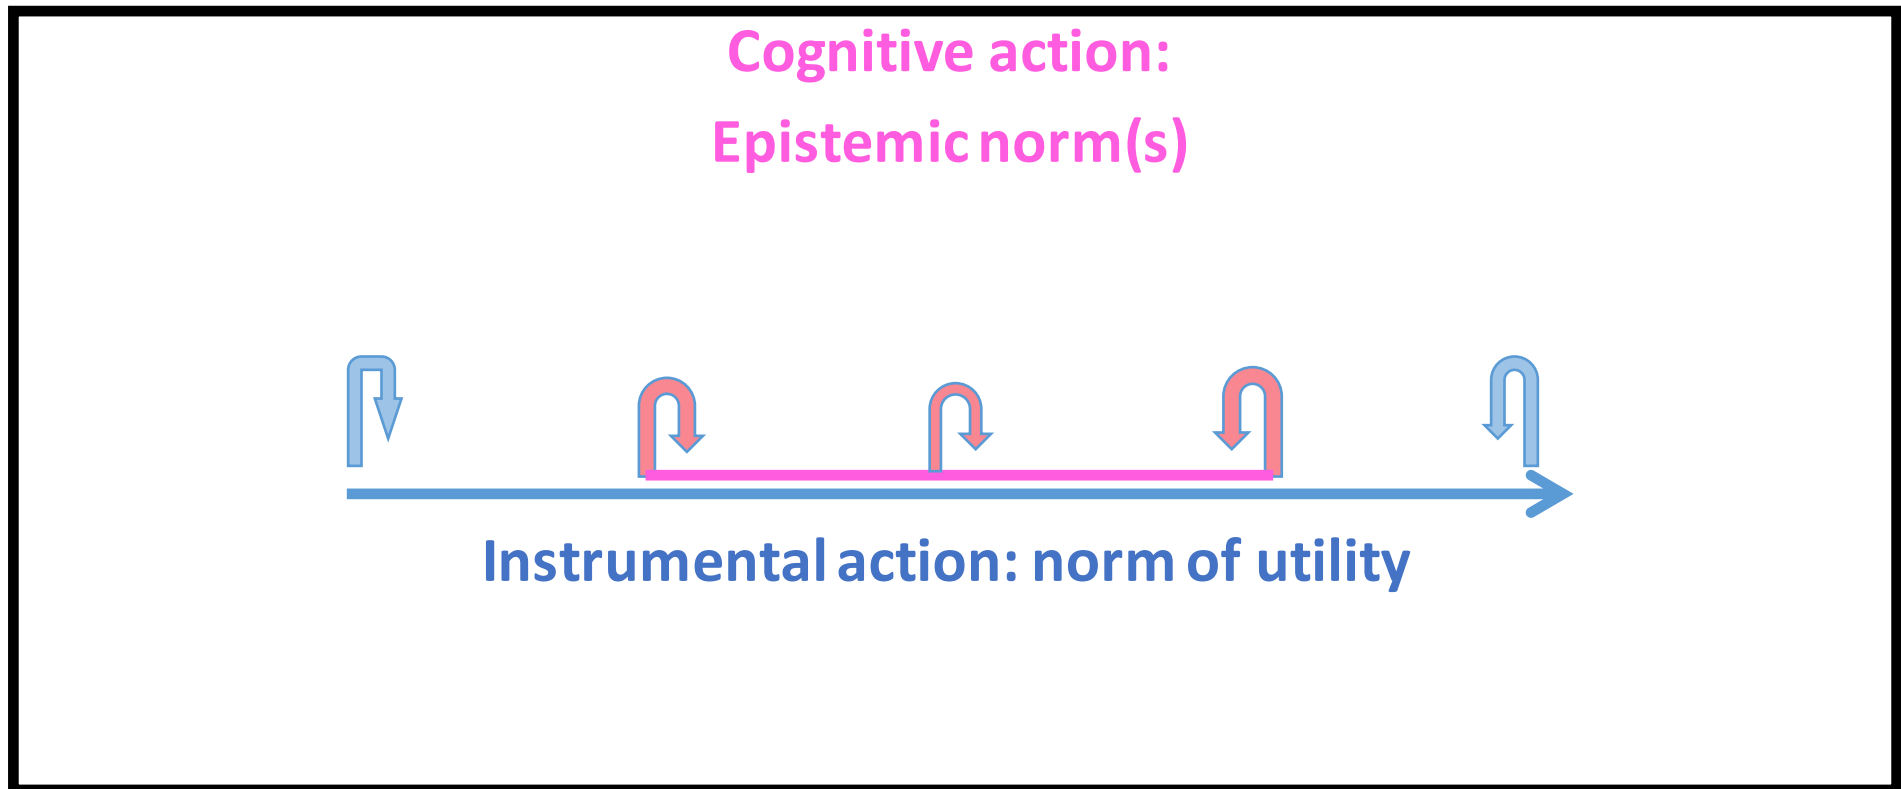 Cognitive action:
Epistemic norm(s)
Instrumental action: norm of utility